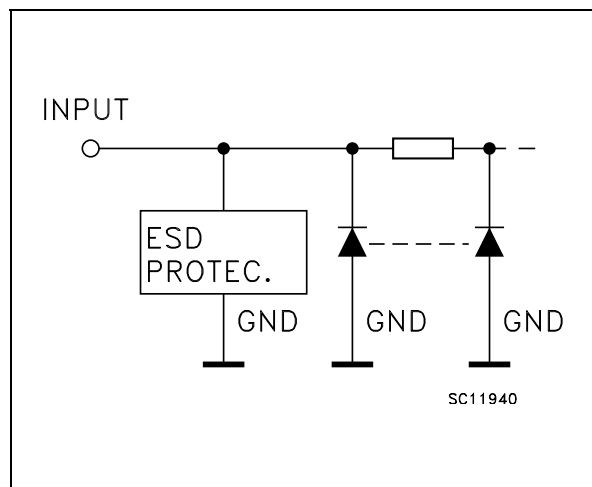 INPUT
ESD
PROTEC.
GND
GND
GND
SC11940